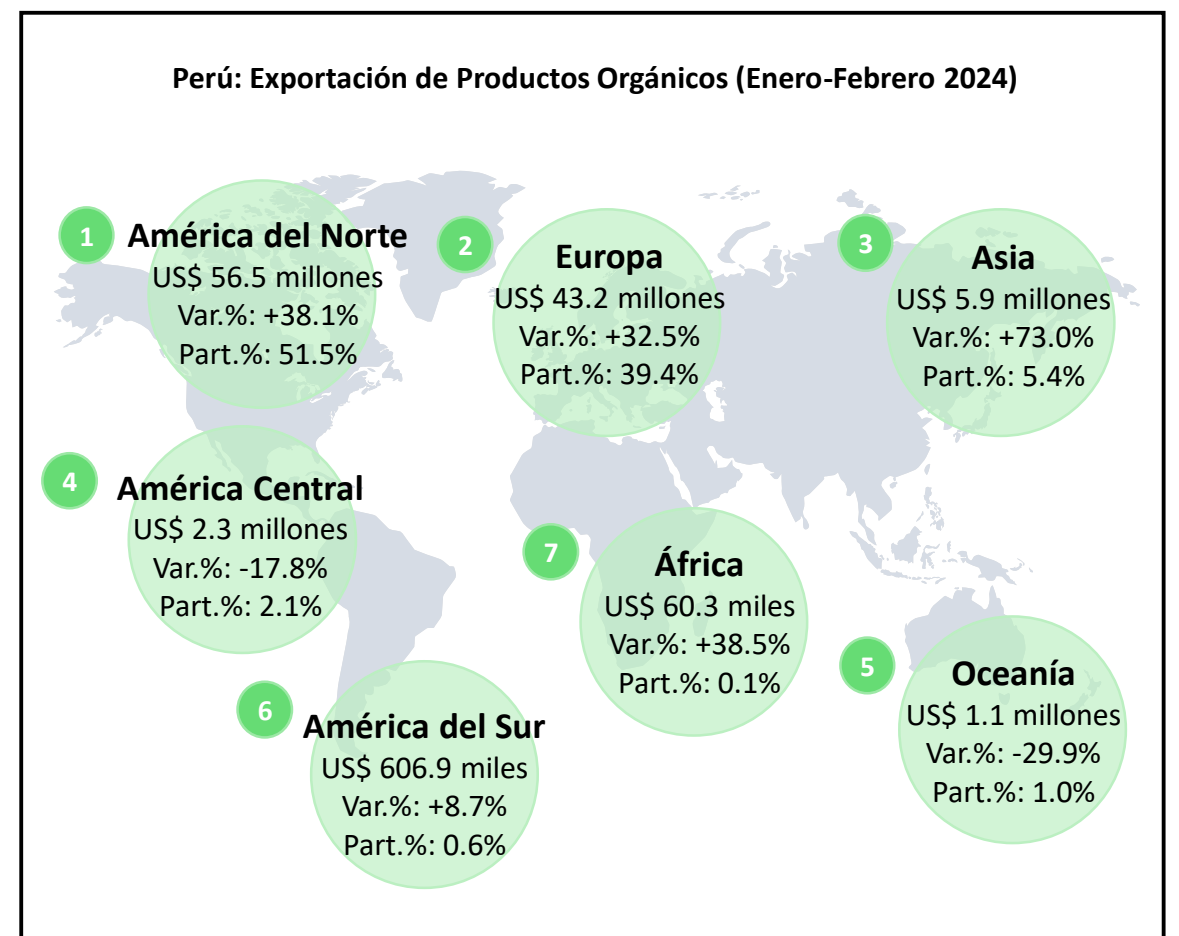 Perú: Exportación de Productos Orgánicos (Enero-Febrero 2024)
1
América del Norte
US$ 56.5 millones
Var.%: +38.1%
Part.%: 51.5%
2
Europa
US$ 43.2 millones
Var.%: +32.5%
Part.%: 39.4%
3
Asia
US$ 5.9 millones
Var.%: +73.0%
Part.%: 5.4%
4
América Central
US$ 2.3 millones
Var.%: -17.8%
Part.%: 2.1%
7
África
US$ 60.3 miles
Var.%: +38.5%
Part.%: 0.1%
5
Oceanía
US$ 1.1 millones
Var.%: -29.9%
Part.%: 1.0%
6
América del Sur
US$ 606.9 miles
Var.%: +8.7%
Part.%: 0.6%